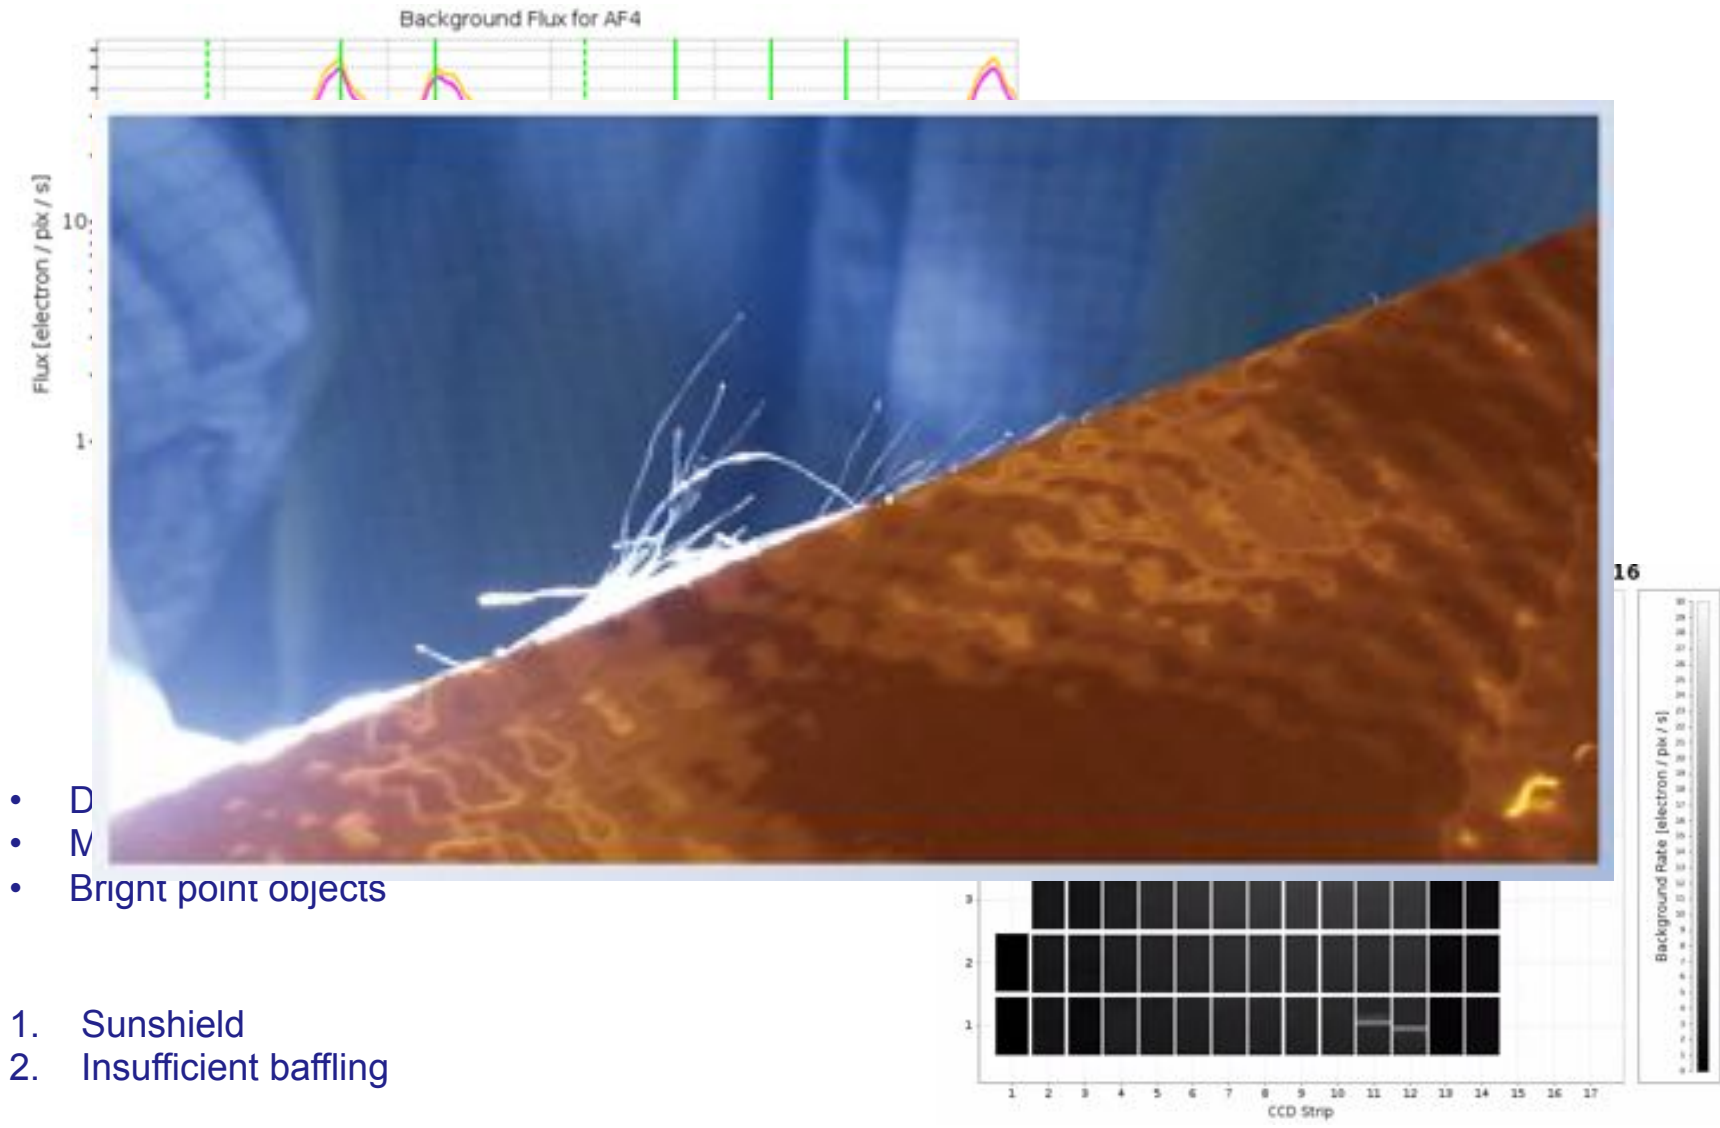 Background Flux for AF4
Flux [electron / pix / s]
10
1
16
• D
• M
• Bright point objects
1. Sunshield
2. Insufficient baffling
3
2
1
1 2 3 4 5 6 7 8 9 10 11 12 13 14 15 16 17
CCD Strip
Background Rate [electron / pix / s]